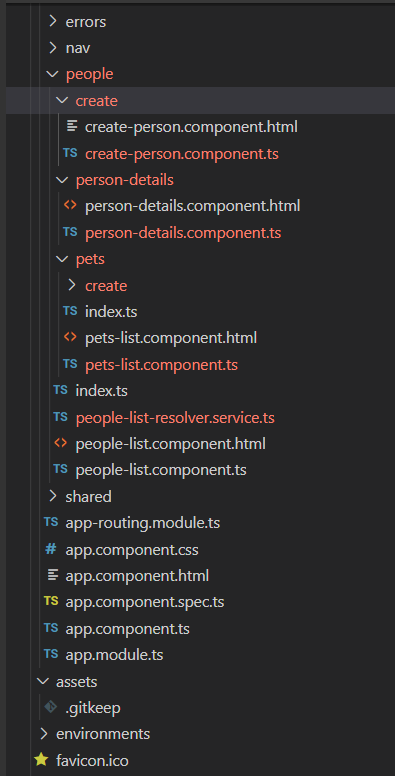 errors
nav
people
create
create-person.component.html
TS create-person.component.ts
person-details
<> person-details.component.html
TS person-details.component.ts
pets
create
TS index.ts
<> pets-list.component.html
TS pets-list.component.ts
TS index.ts
TS people-list-resolver.service.ts
<> people-list.component.html
TS people-list.component.ts
shared
TS app-routing.module.ts
# app.component.css
app.component.html
TS app.component.spec.ts
TS app.component.ts
TS app.module.ts
assets
.gitkeep
environments
favicon.ico